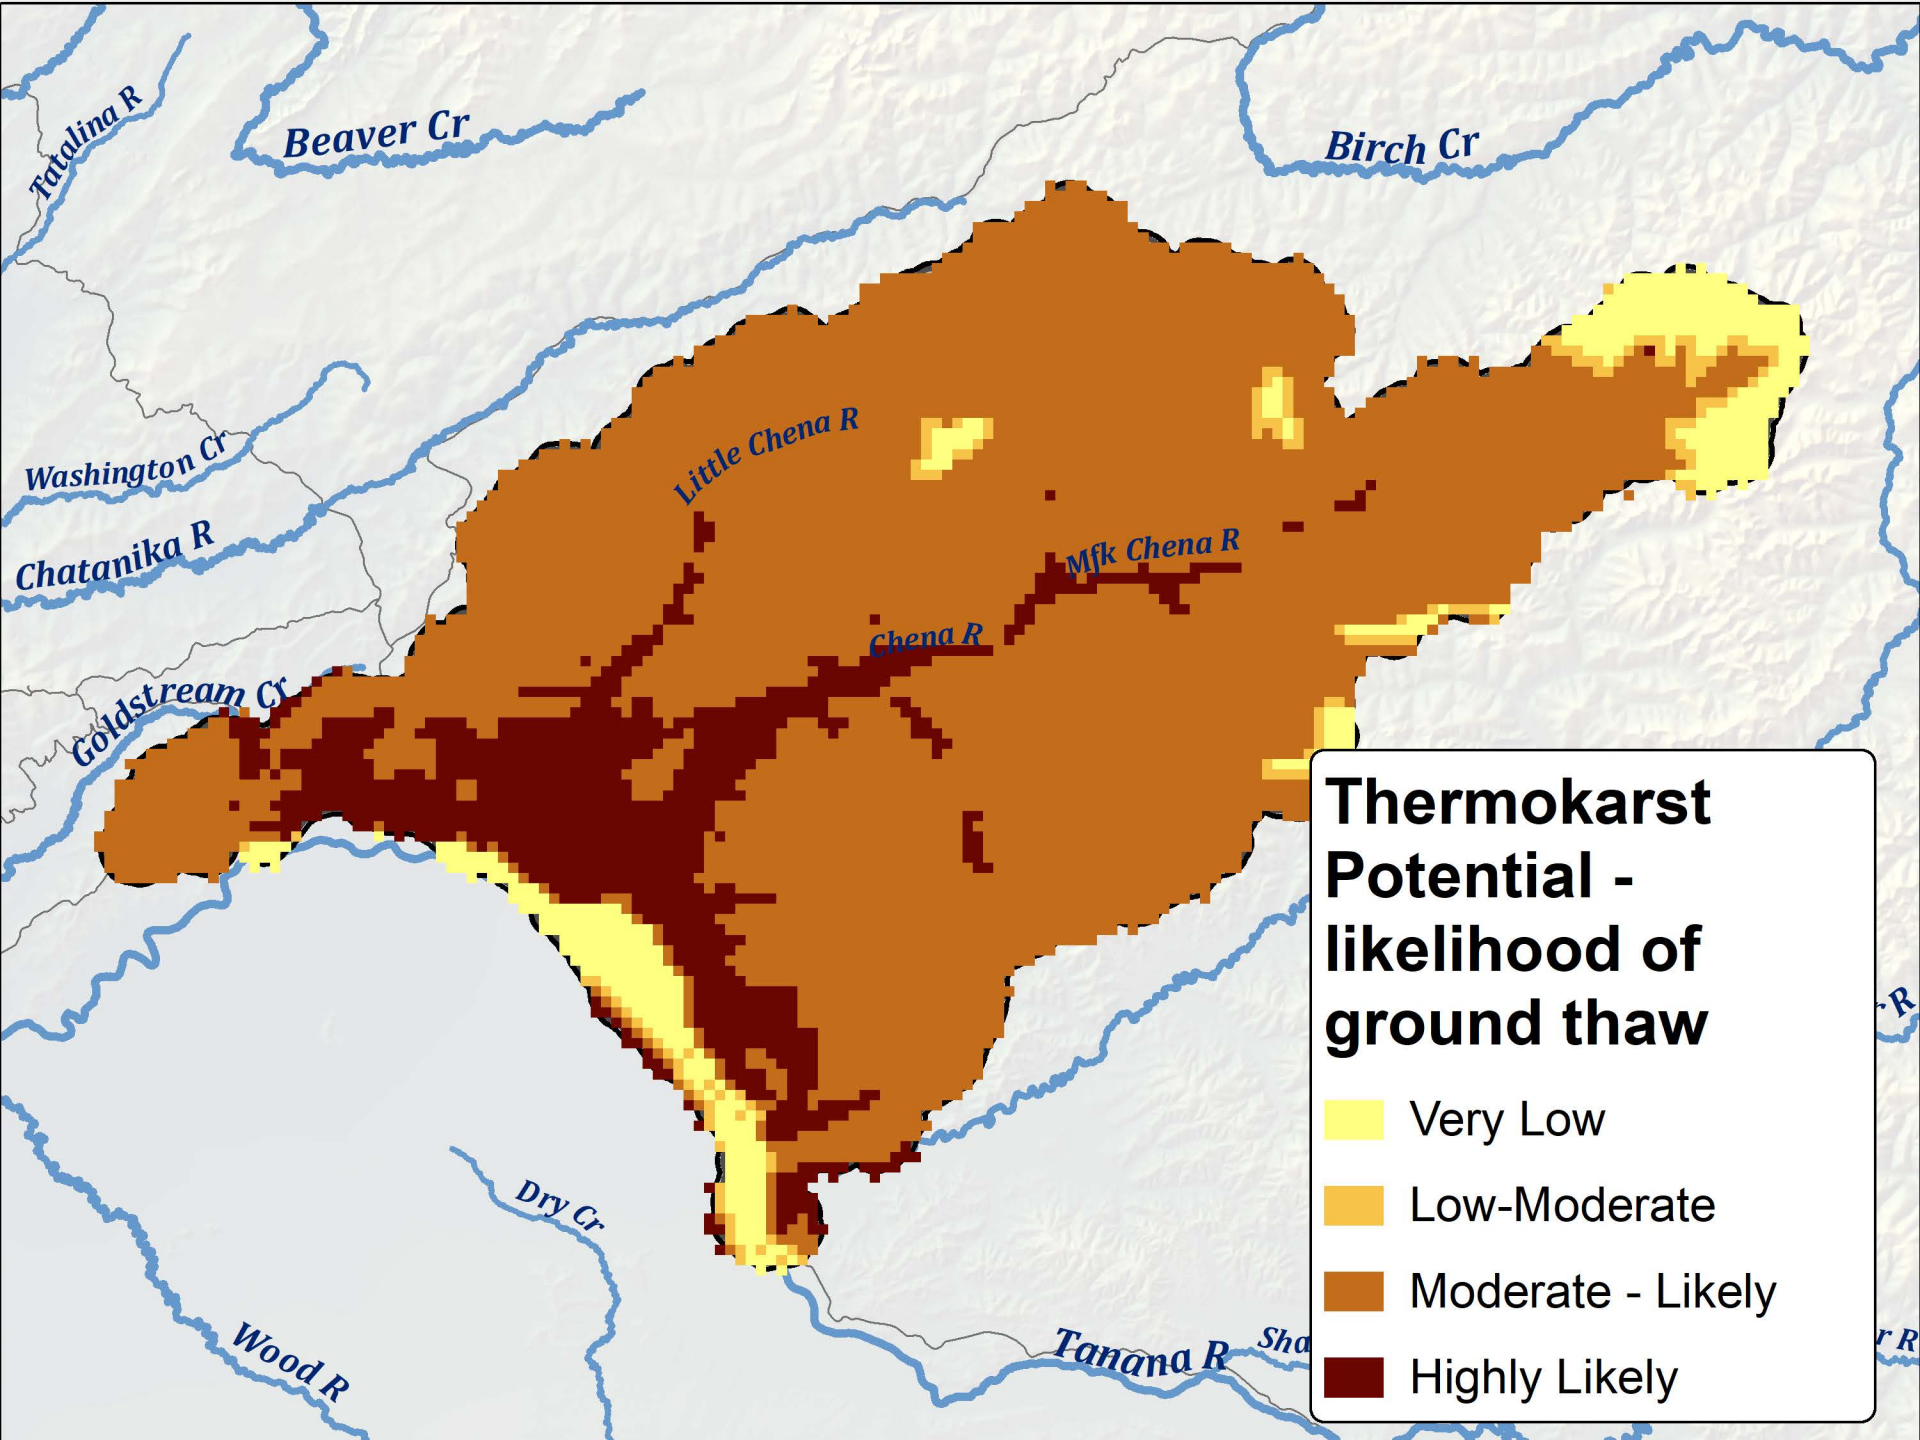 Tatalina R
Beaver Cr
Birch Cr
Little Chena R
Washington Cr
Chatanika R
Mfk Chena R
Chena R
Goldstream Cr
Thermokarst
Potential -
likelihood of
ground thaw
Very Low
Low-Moderate
Moderate - Likely
Highly Likely
Dry Cr
Wood R
Tanana R
Sha
R
r R